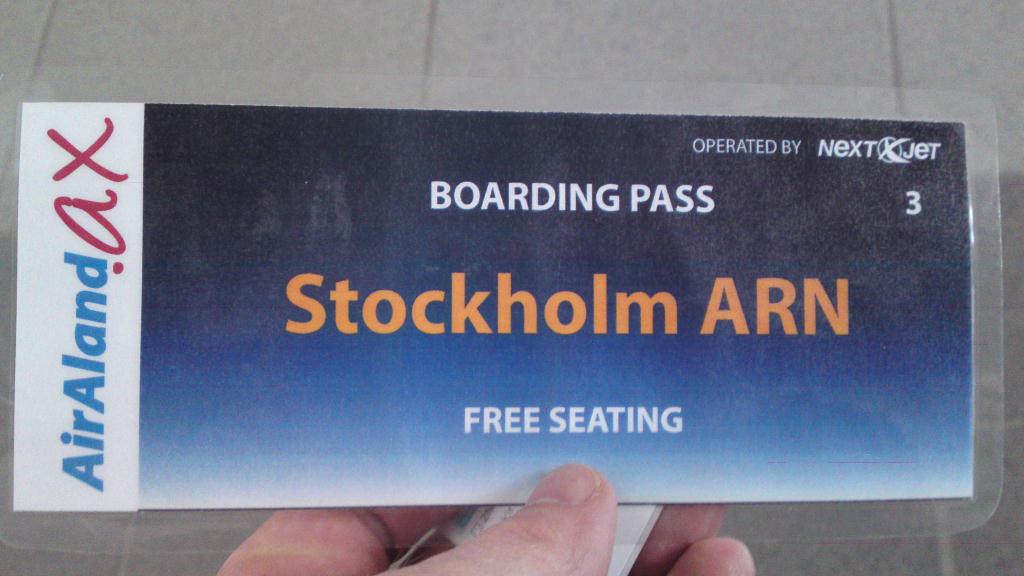 AirAland.ax
OPERATED BY NEXTJET
BOARDING PASS
3
Stockholm ARN
FREE SEATING